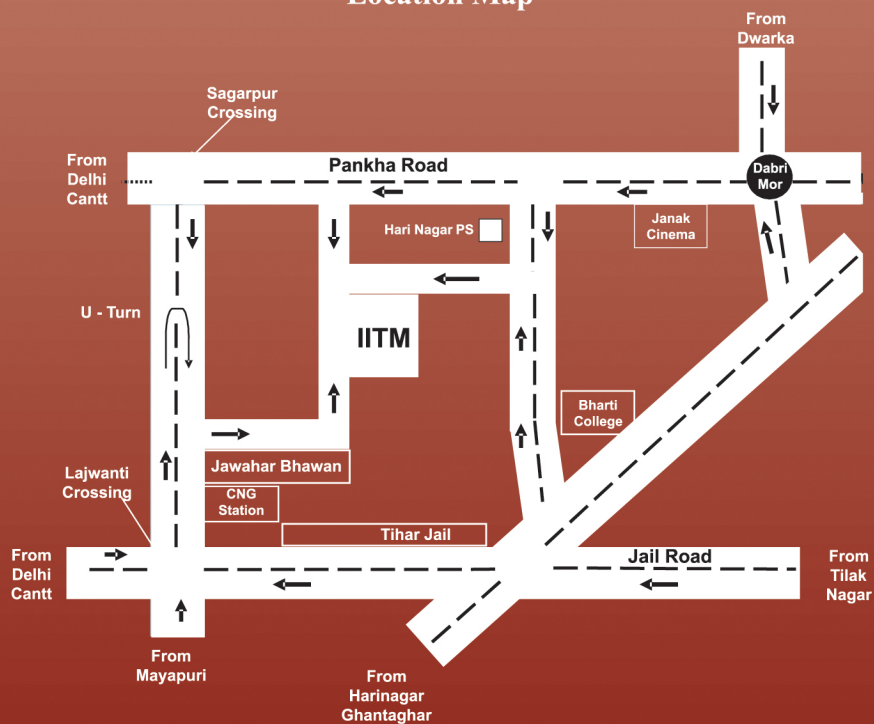 Location Map
From
Dwarka
Sagarpur
Crossing
From
Delhi
Cantt
Pankha Road
Dabri
Mor
Hari Nagar PS
Janak
Cinema
U - Turn
IITM
Bharti
College
Jawahar Bhawan
Lajwanti
Crossing
CNG
Station
Tihar Jail
Jail Road
From
Delhi
Cantt
From
Tilak
Nagar
From
Mayapuri
From
Harinagar
Ghantaghar